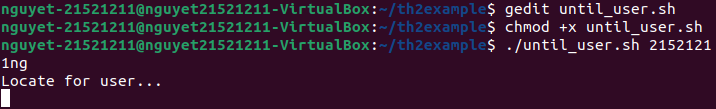 nguyet-21521211@nguyet21521211-VirtualBox:~/th2example$ gedit until_user.sh
nguyet-21521211@nguyet21521211-VirtualBox:~/th2example$ chmod +x until_user.sh
nguyet-21521211@nguyet21521211-VirtualBox:~/th2example$ ./until_user.sh 2152121
1ng
Locate for user...